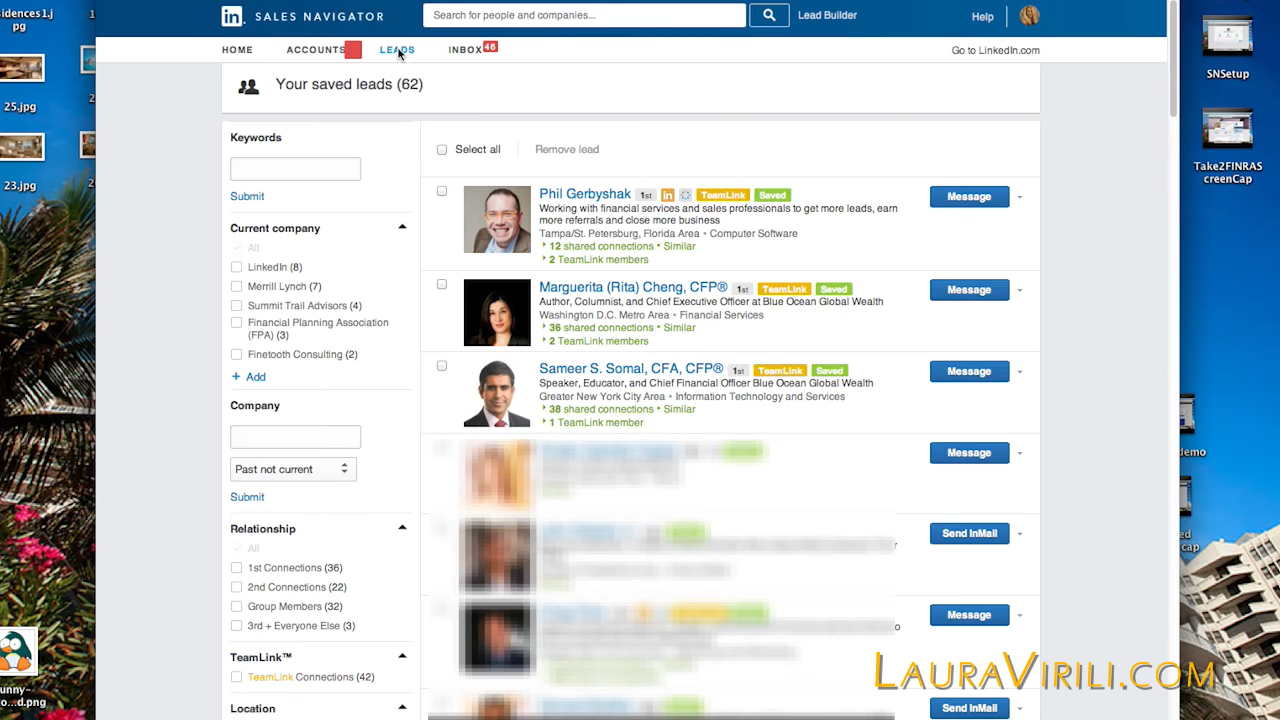 sidences1.j
pg
25.jpg
23.jpg
unny-
o...d.png
in SALES NAVIGATOR
Search for people and companies...
Lead Builder
Help
HOME
ACCOUNTS
LEADS
INBOX 46
Go to LinkedIn.com
Your saved leads (62)
Keywords
Submit
Current company
All
LinkedIn (8)
Merrill Lynch (7)
Summit Trail Advisors (4)
Financial Planning Association
(FPA) (3)
Finetooth Consulting (2)
+ Add
Company
Past not current
Submit
Relationship
All
1st Connections (36)
2nd Connections (22)
Group Members (32)
3rd + Everyone Else (3)
TeamLink™
TeamLink Connections (42)
Location
Select all
Remove lead
Phil Gerbyshak 1st in TeamLink Saved
Working with financial services and sales professionals to get more leads, earn
more referrals and close more business
Tampa/St. Petersburg, Florida Area • Computer Software
12 shared connections • Similar
2 TeamLink members
Message
Marguerita (Rita) Cheng, CFP® 1st TeamLink Saved
Author, Columnist, and Chief Executive Officer at Blue Ocean Global Wealth
Washington D.C. Metro Area • Financial Services
36 shared connections • Similar
2 TeamLink members
Message
Sameer S. Somal, CFA, CFP® 1st TeamLink Saved
Speaker, Educator, and Chief Financial Officer Blue Ocean Global Wealth
Greater New York City Area • Information Technology and Services
38 shared connections • Similar
1 TeamLink member
Message
Message
Send InMail
Message
Send InMail
SNSetup
Take2FINRAS
creenCap
demo
ed
cap
LAURAVIRILI.COM